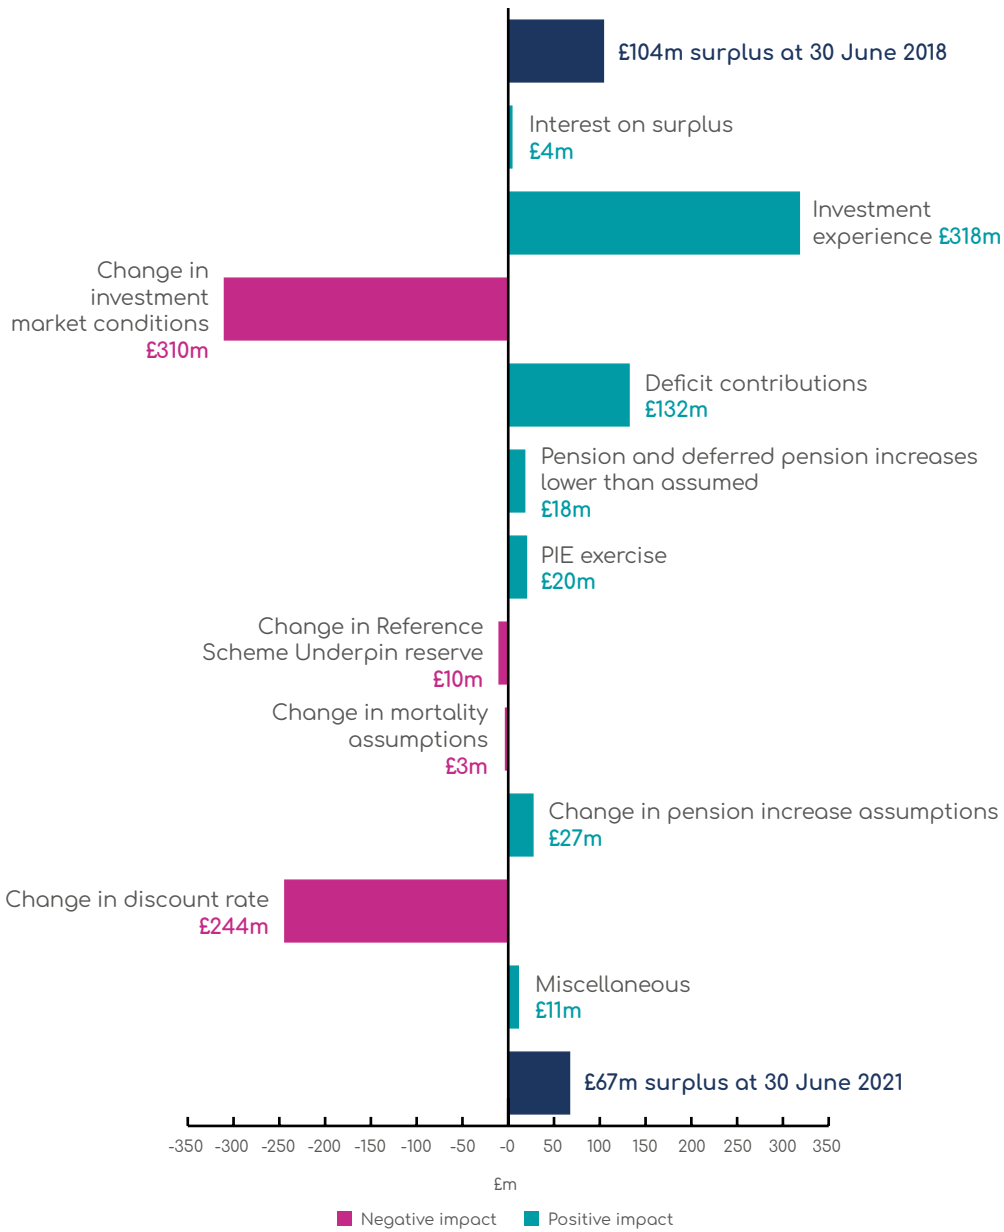 £104m surplus at 30 June 2018
Interest on surplus
£4m
Investment
experience £318m
Change in
investment
market conditions
£310m
Deficit contributions
£132m
Pension and deferred pension increases
lower than assumed
£18m
PIE exercise
£20m
Change in Reference
Scheme Underpin reserve
£10m
Change in mortality
assumptions
£3m
Change in pension increase assumptions
£27m
Change in discount rate
£244m
Miscellaneous
£11m
£67m surplus at 30 June 2021
-350 -300 -250 -200 -150 -100 -50 -0 50 100 150 200 250 300 350
£m
Negative impact Positive impact